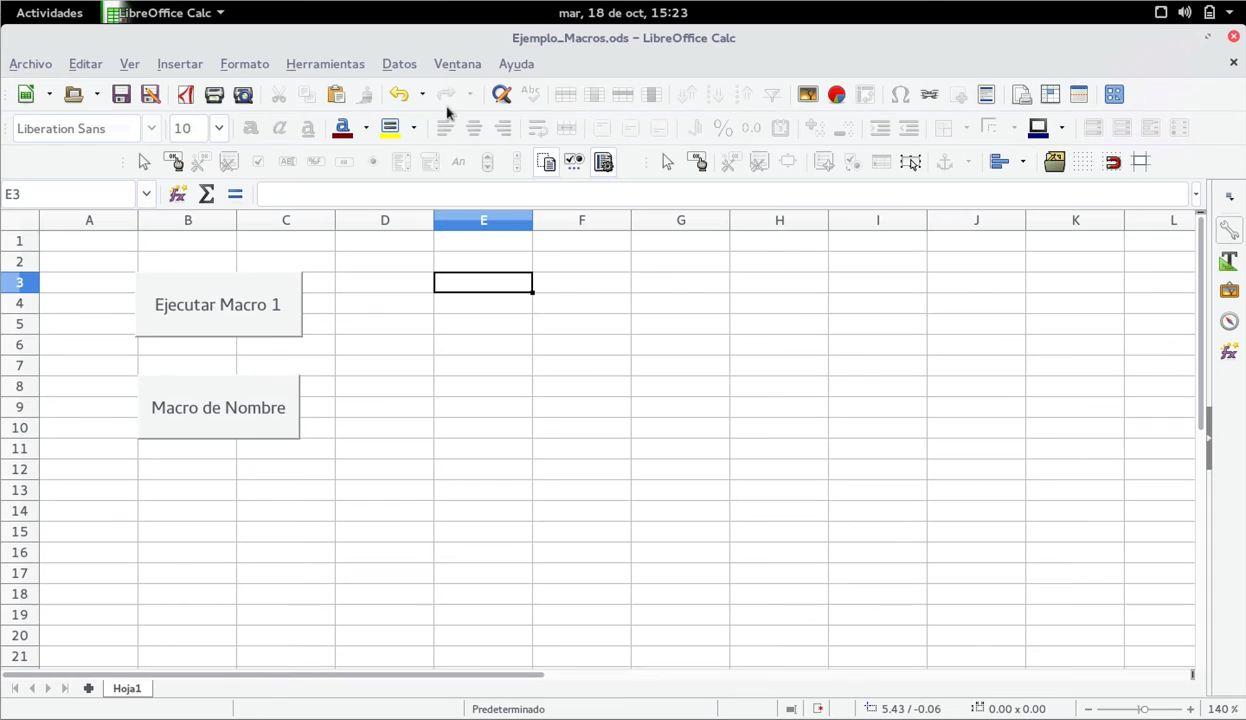 Actividades LibreOffice Calc mar, 18 de oct, 15:23
Ejemplo_Macros.ods – LibreOffice Calc
Archivo Editar Ver Insertar Formato Herramientas Datos Ventana Ayuda
Liberation Sans 10
E3
A B C D E F G H I J K L
1
2
3
Ejecutar Macro 1
4
5
6
7
8
9
Macro de Nombre
10
11
12
13
14
15
16
17
18
19
20
21
Hoja1
Predeterminado 5.43 / -0.06 0.00 x 0.00 140 %